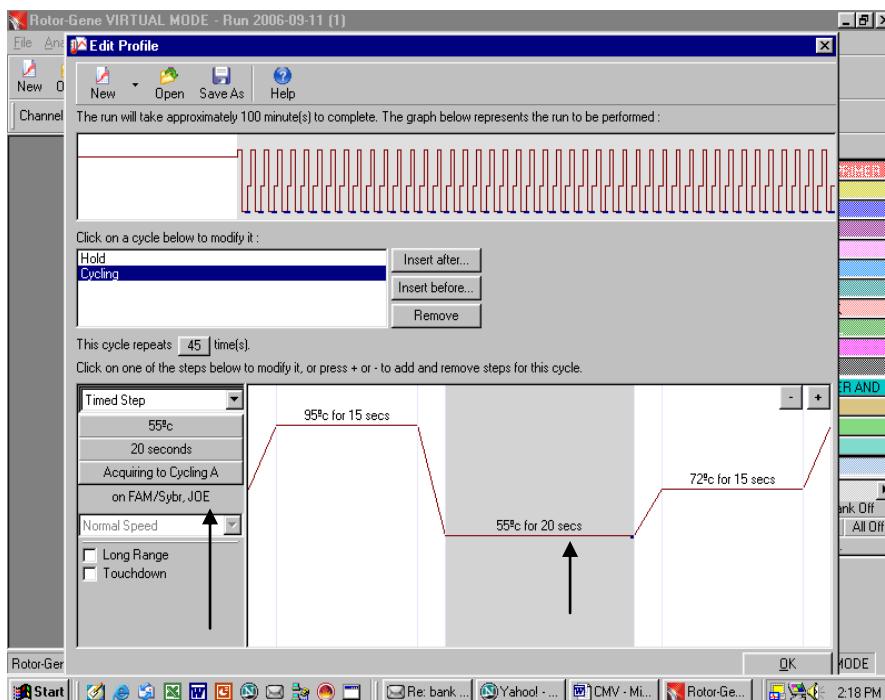 Rotor-Gene VIRTUAL MODE - Run 2006-09-11 (1)
File
Edit Profile
New
New Open Save As Help
Channel
The run will take approximately 100 minute(s) to complete. The graph below represents the run to be performed :
Click on a cycle below to modify it :
Hold
Cycling
Insert after...
Insert before...
Remove
This cycle repeats 45 time(s).
Click on one of the steps below to modify it, or press + or - to add and remove steps for this cycle.
Timed Step
- +
55ºc
20 seconds
Acquiring to Cycling A
on FAM/Sybr, JOE
Normal Speed
Long Range
Touchdown
95ºc for 15 secs
72ºc for 15 secs
55ºc for 20 secs
ER AND
ank Off
All Off
OK
Rotor-Ger
MODE
Start
Re: bank ...
Yahoo! - ...
CMV - Mi...
Rotor-Ge...
2:18 PM